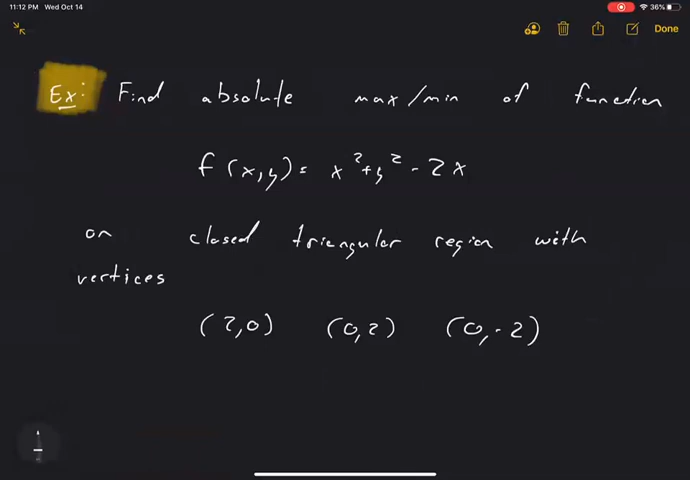 11:12 PM Wed Oct 14
36%
Done
Ex: Find absolute max/min of function
f(x,y) = x²+y² - 2x
on closed triangular region with
vertices
(2,0) (0,2) (0,-2)